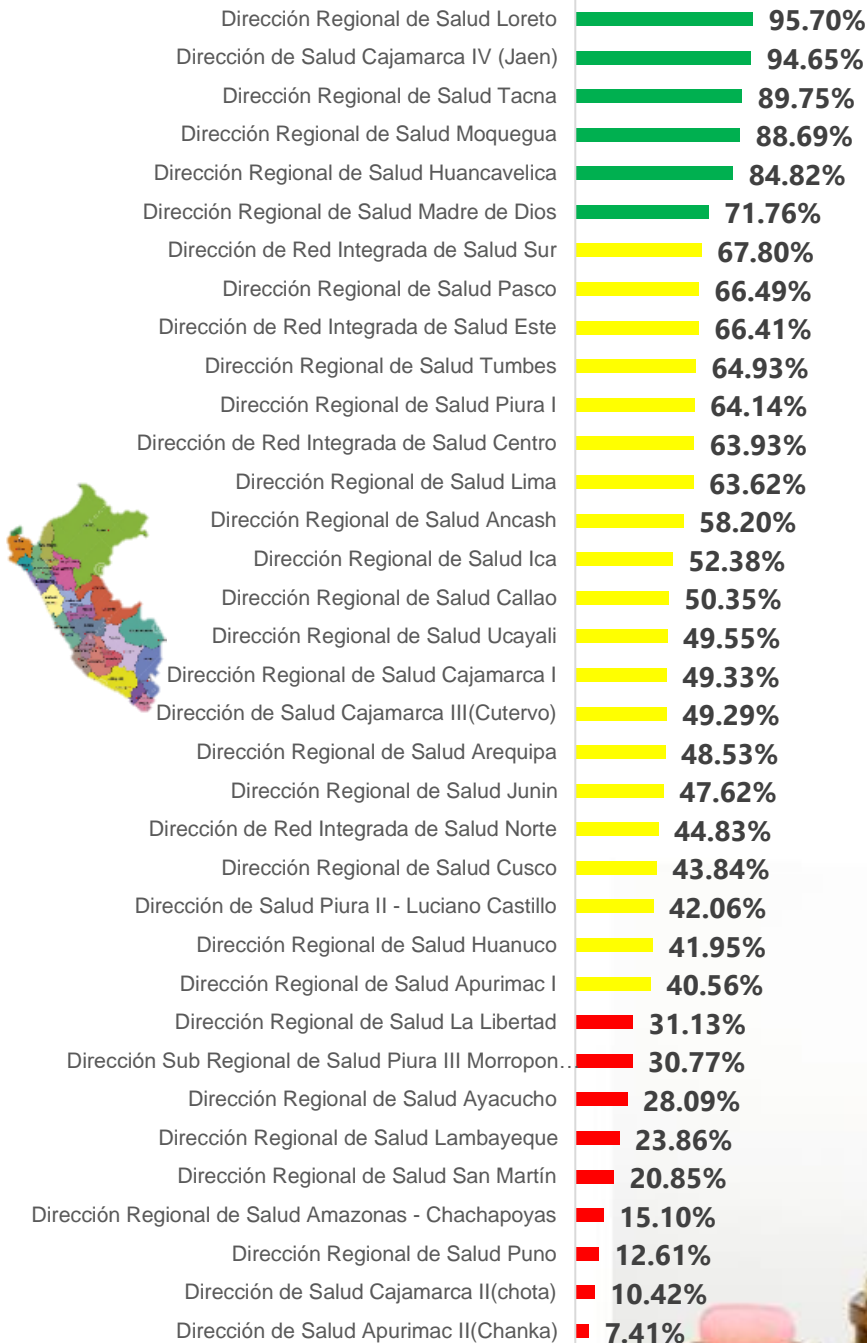 Dirección Regional de Salud Loreto 95.70%
Dirección de Salud Cajamarca IV (Jaen) 94.65%
Dirección Regional de Salud Tacna 89.75%
Dirección Regional de Salud Moquegua 88.69%
Dirección Regional de Salud Huancavelica 84.82%
Dirección Regional de Salud Madre de Dios 71.76%
Dirección de Red Integrada de Salud Sur 67.80%
Dirección Regional de Salud Pasco 66.49%
Dirección de Red Integrada de Salud Este 66.41%
Dirección Regional de Salud Tumbes 64.93%
Dirección Regional de Salud Piura I 64.14%
Dirección de Red Integrada de Salud Centro 63.93%
Dirección Regional de Salud Lima 63.62%
Dirección Regional de Salud Ancash 58.20%
Dirección Regional de Salud Ica 52.38%
Dirección Regional de Salud Callao 50.35%
Dirección Regional de Salud Ucayali 49.55%
Dirección Regional de Salud Cajamarca I 49.33%
Dirección de Salud Cajamarca III(Cutervo) 49.29%
Dirección Regional de Salud Arequipa 48.53%
Dirección Regional de Salud Junin 47.62%
Dirección de Red Integrada de Salud Norte 44.83%
Dirección Regional de Salud Cusco 43.84%
Dirección de Salud Piura II - Luciano Castillo 42.06%
Dirección Regional de Salud Huanuco 41.95%
Dirección Regional de Salud Apurimac I 40.56%
Dirección Regional de Salud La Libertad 31.13%
Dirección Sub Regional de Salud Piura III Morropon… 30.77%
Dirección Regional de Salud Ayacucho 28.09%
Dirección Regional de Salud Lambayeque 23.86%
Dirección Regional de Salud San Martín 20.85%
Dirección Regional de Salud Amazonas - Chachapoyas 15.10%
Dirección Regional de Salud Puno 12.61%
Dirección de Salud Cajamarca II(chota) 10.42%
Dirección de Salud Apurimac II(Chanka) 7.41%